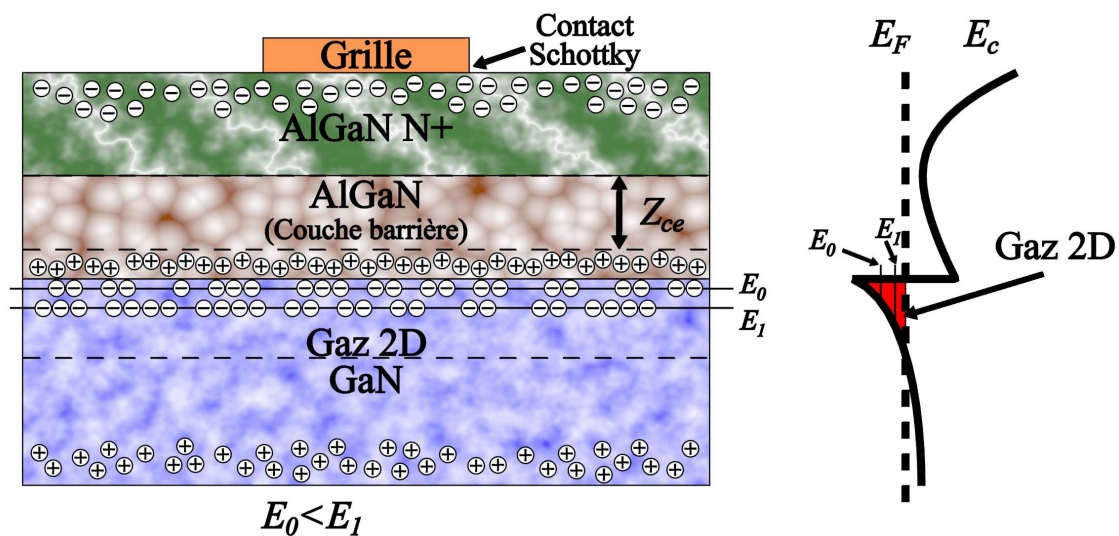 Grille
Contact
Schottky
AlGaN N+
AlGaN
(Couche barrière)
Z_ce
E_0
E_1
Gaz 2D
GaN
E_0<E_1
E_F
E_c
E_0
E_1
Gaz 2D